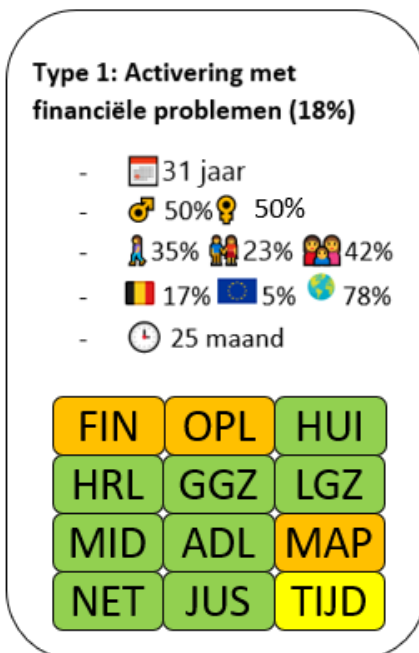 Type 1: Activering met
financiële problemen (18%)
- 31 jaar
- 50% 50%
- 35% 23% 42%
- 17% 5% 78%
- 25 maand
FIN OPL HUI
HRL GGZ LGZ
MID ADL MAP
NET JUS TIJD